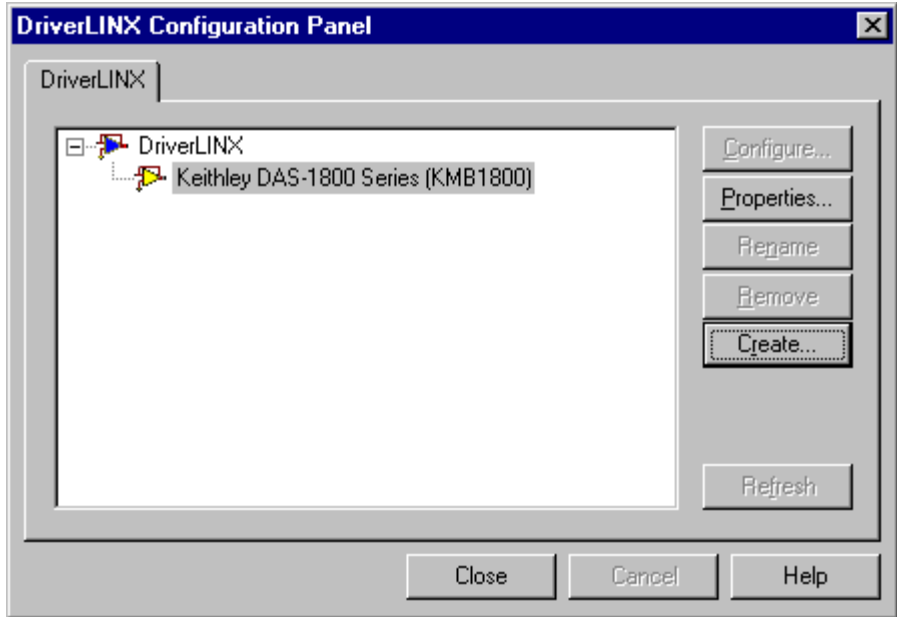 DriverLINX Configuration Panel
DriverLINX
DriverLINX
Keithley DAS-1800 Series (KMB1800)
Configure...
Properties...
Rename
Remove
Create...
Refresh
Close
Cancel
Help